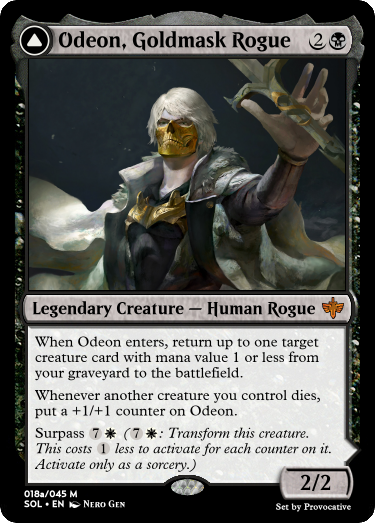 Odeon, Goldmask Rogue 2
Legendary Creature — Human Rogue
When Odeon enters, return up to one target
creature card with mana value 1 or less from
your graveyard to the battlefield.
Whenever another creature you control dies,
put a +1/+1 counter on Odeon.
Surpass 7 (7 : Transform this creature.
This costs 1 less to activate for each counter on it.
Activate only as a sorcery.)
2/2
018a/045 M
SOL • EN Nero Gen
Set by Provocative